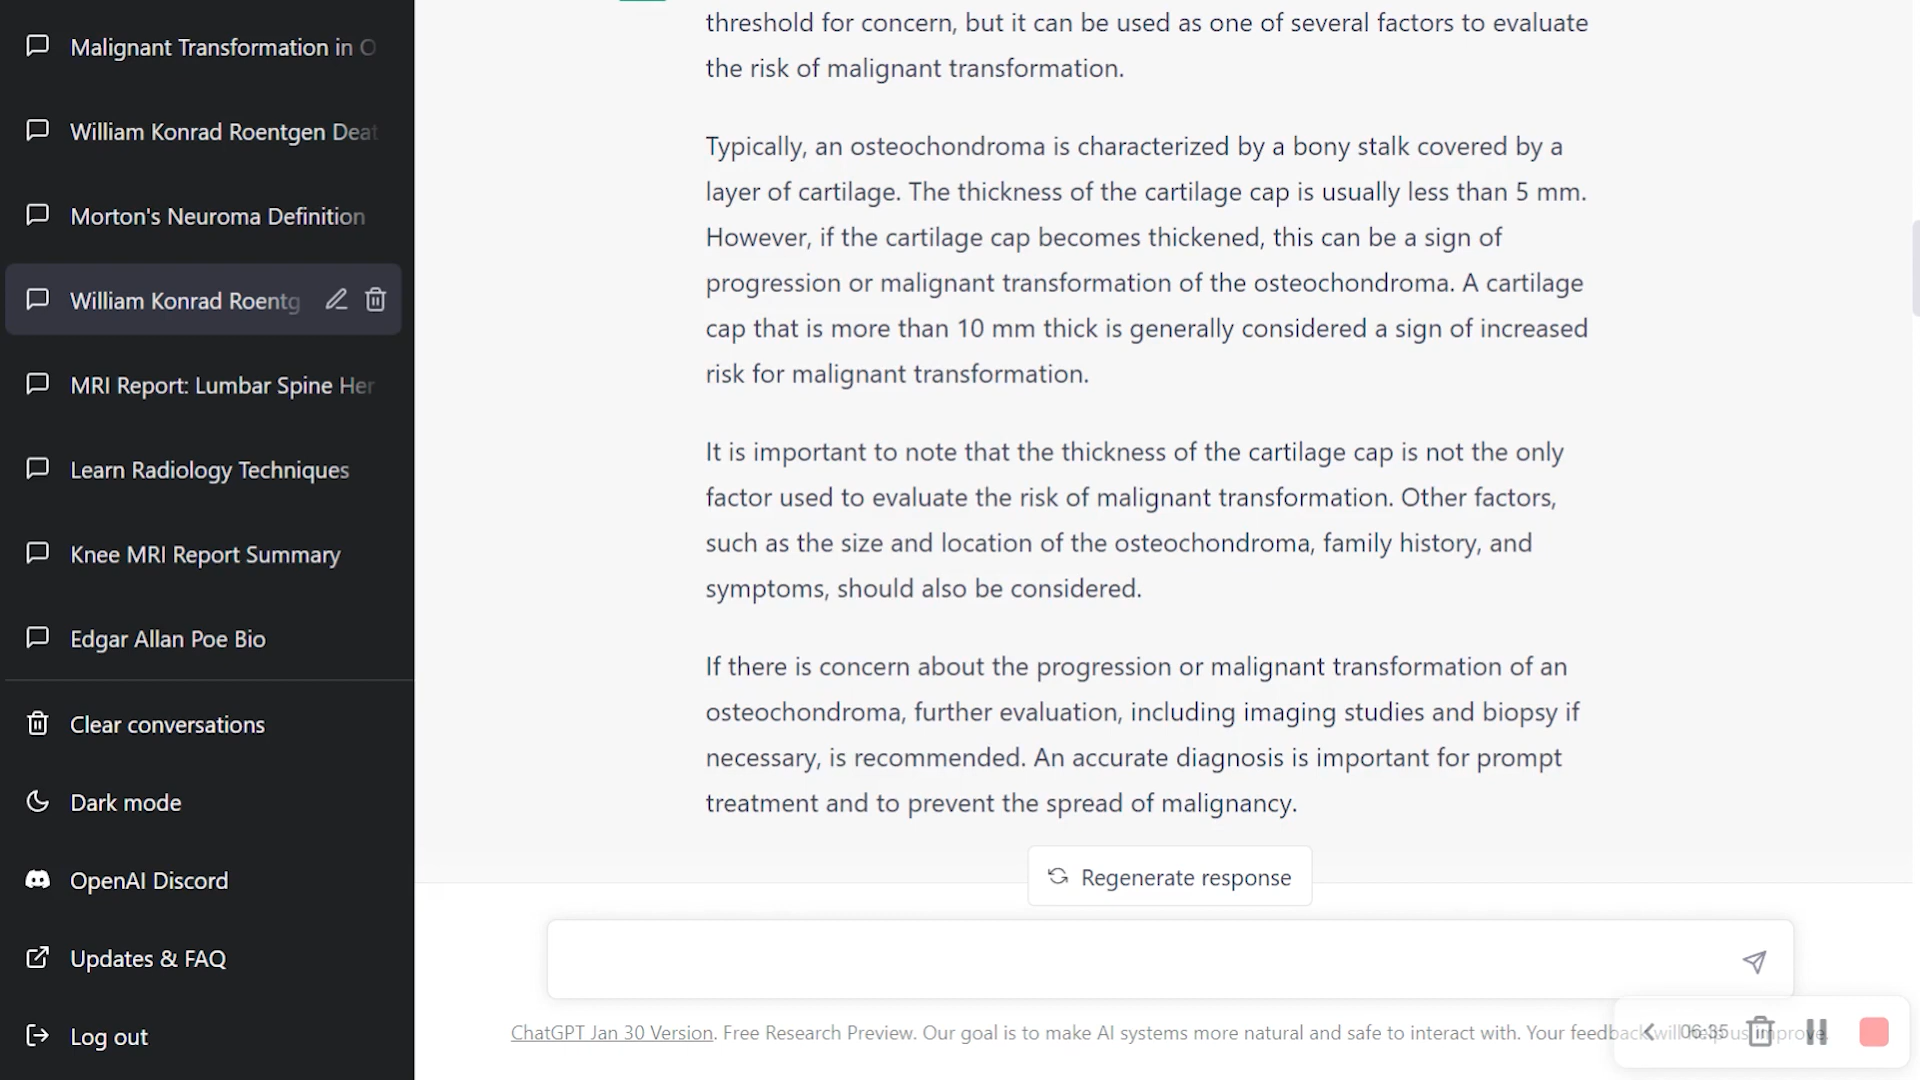 Malignant Transformation in O
William Konrad Roentgen Deat
Morton's Neuroma Definition
William Konrad Roentg
MRI Report: Lumbar Spine Her
Learn Radiology Techniques
Knee MRI Report Summary
Edgar Allan Poe Bio
Clear conversations
Dark mode
OpenAI Discord
Updates & FAQ
Log out
threshold for concern, but it can be used as one of several factors to evaluate
the risk of malignant transformation.
Typically, an osteochondroma is characterized by a bony stalk covered by a
layer of cartilage. The thickness of the cartilage cap is usually less than 5 mm.
However, if the cartilage cap becomes thickened, this can be a sign of
progression or malignant transformation of the osteochondroma. A cartilage
cap that is more than 10 mm thick is generally considered a sign of increased
risk for malignant transformation.
It is important to note that the thickness of the cartilage cap is not the only
factor used to evaluate the risk of malignant transformation. Other factors,
such as the size and location of the osteochondroma, family history, and
symptoms, should also be considered.
If there is concern about the progression or malignant transformation of an
osteochondroma, further evaluation, including imaging studies and biopsy if
necessary, is recommended. An accurate diagnosis is important for prompt
treatment and to prevent the spread of malignancy.
Regenerate response
ChatGPT Jan 30 Version. Free Research Preview. Our goal is to make AI systems more natural and safe to interact with. Your feedback will help us improve.
06:35